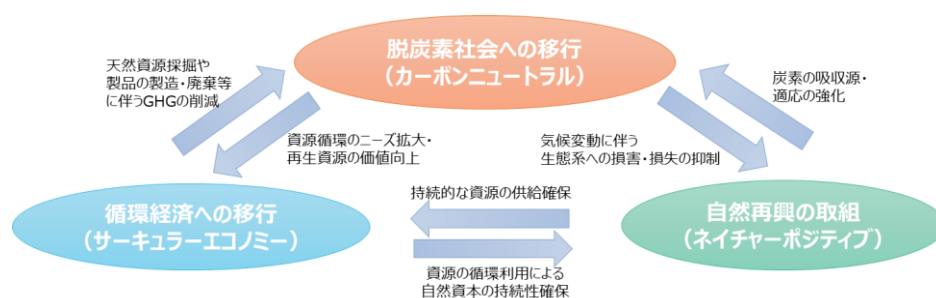 脱炭素社会への移行
（カーボンニュートラル）
天然資源採掘や
製品の製造・廃棄等
に伴うGHGの削減
炭素の吸収源・
適応の強化
資源循環のニーズ拡大・
再生資源の価値向上
気候変動に伴う
生態系への損害・損失の抑制
循環経済への移行
（サーキュラーエコノミー）
持続的な資源の供給確保
自然再興の取組
（ネイチャーポジティブ）
資源の循環利用による
自然資本の持続性確保